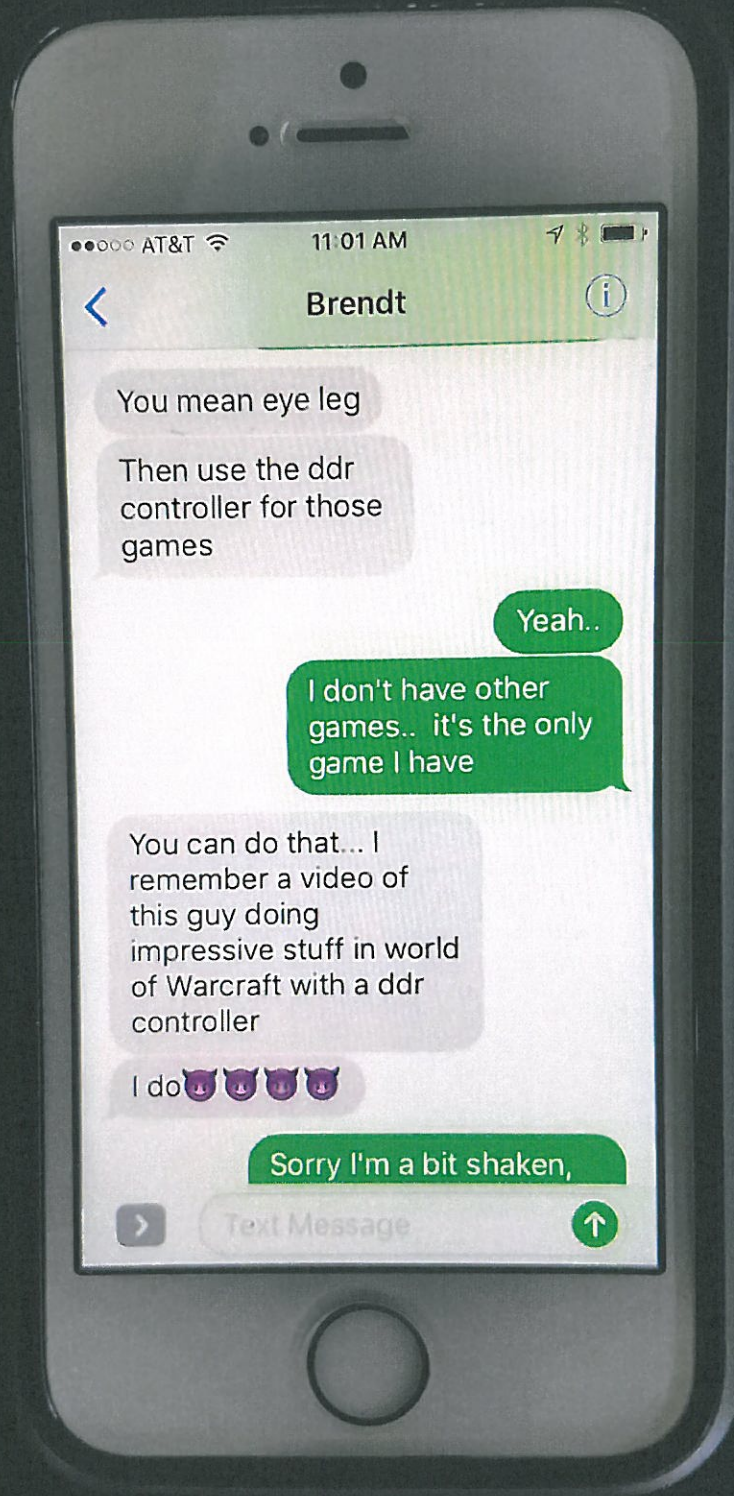 AT&T 11:01 AM
Brendt
You mean eye leg
Then use the ddr
controller for those
games
Yeah..
I don't have other
games.. it's the only
game I have
You can do that... I
remember a video of
this guy doing
impressive stuff in world
of Warcraft with a ddr
controller
I do😈😈😈😈
Sorry I'm a bit shaken,
Text Message